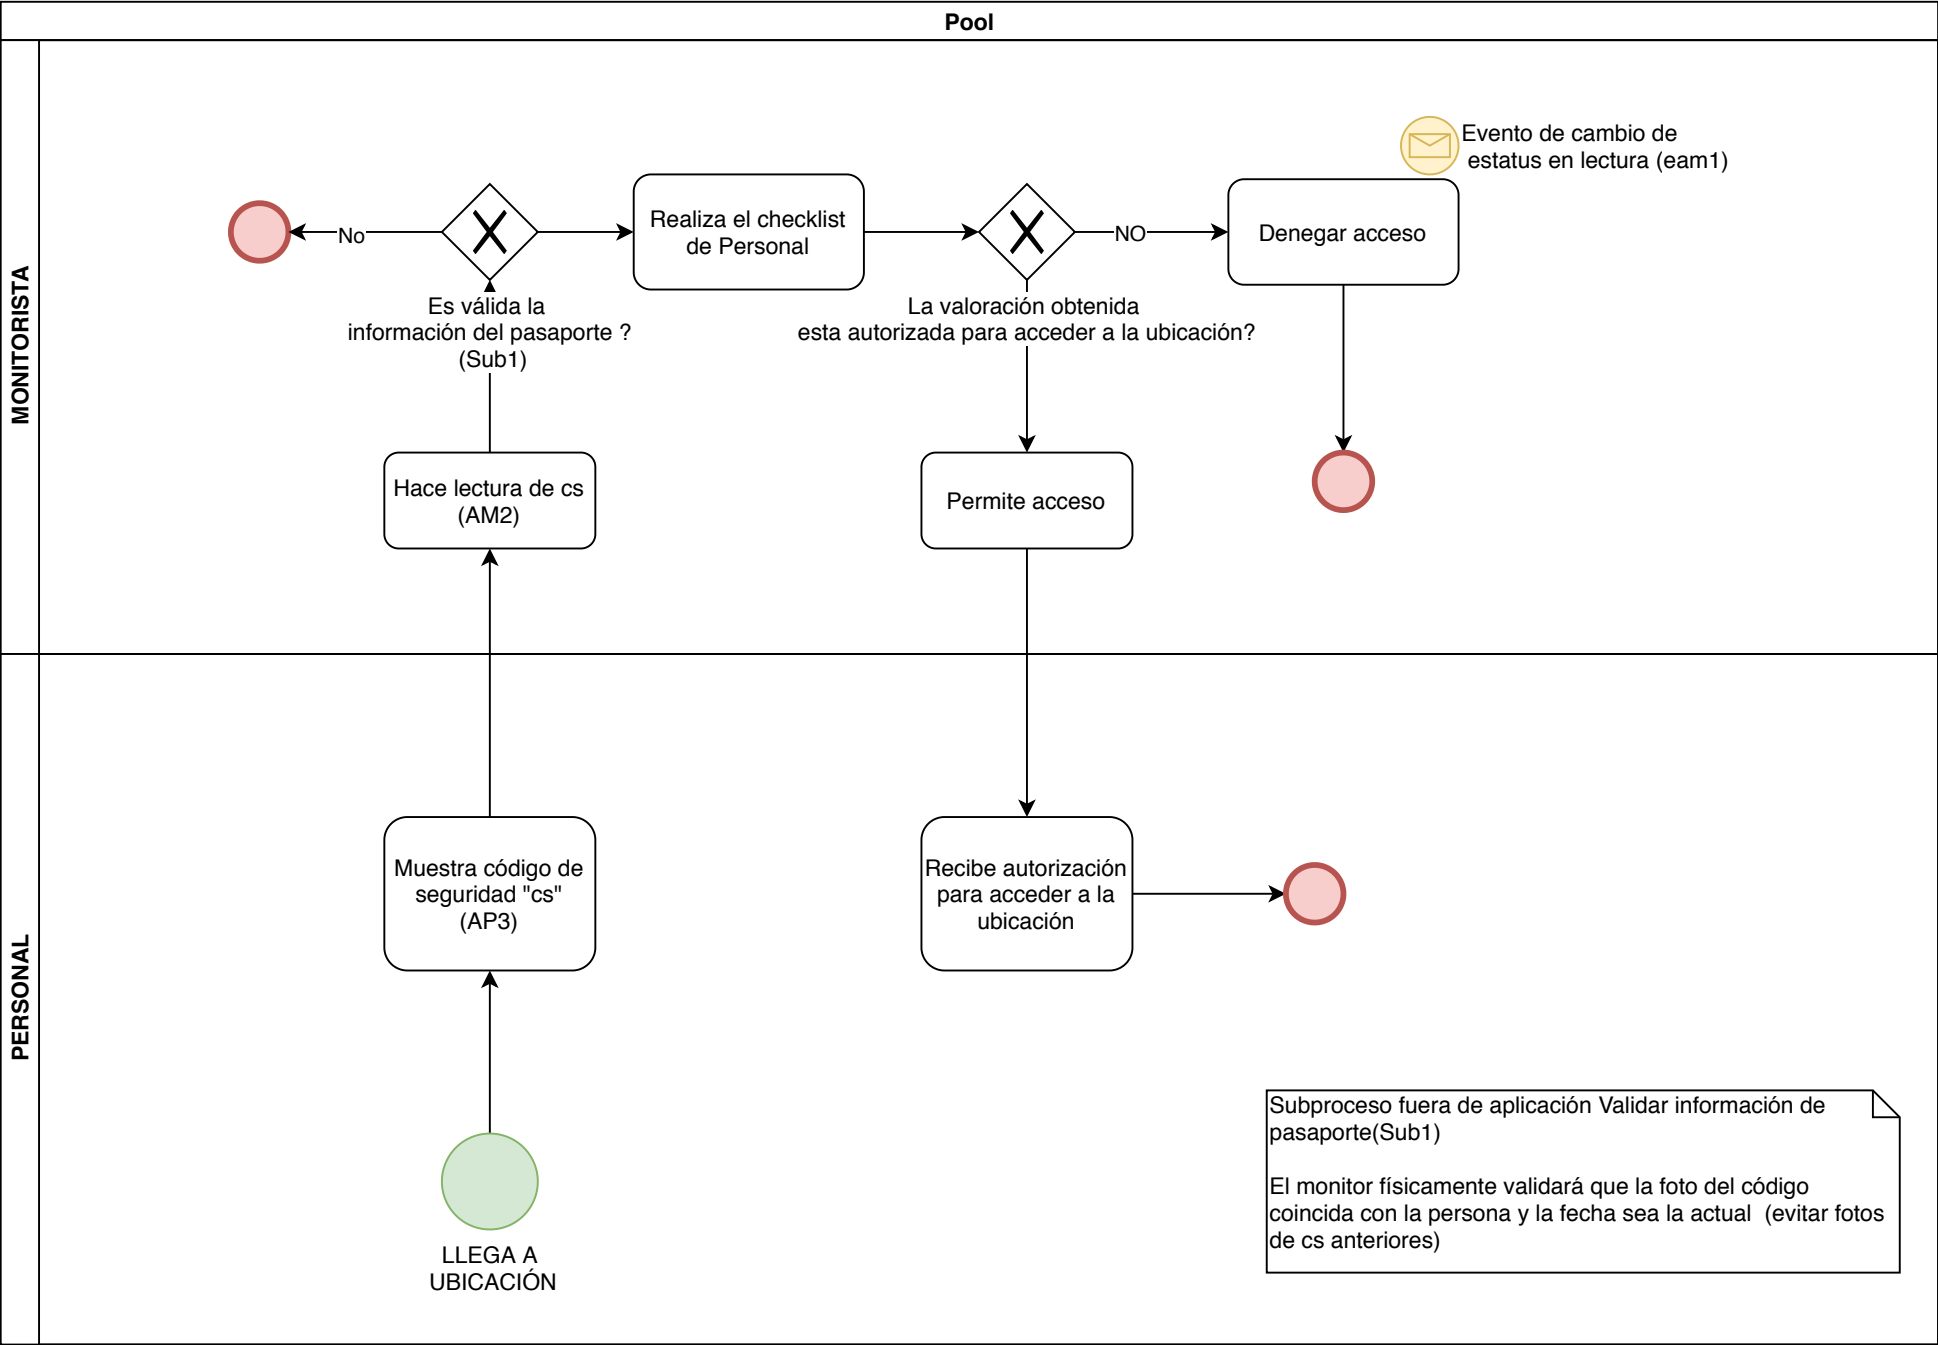 Pool
MONITORISTA
Evento de cambio de
estatus en lectura (eam1)
No
Realiza el checklist
de Personal
NO
Denegar acceso
Es válida la
información del pasaporte ?
(Sub1)
La valoración obtenida
esta autorizada para acceder a la ubicación?
Hace lectura de cs
(AM2)
Permite acceso
PERSONAL
Muestra código de
seguridad "cs"
(AP3)
Recibe autorización
para acceder a la
ubicación
LLEGA A
UBICACIÓN
Subproceso fuera de aplicación Validar información de
pasaporte(Sub1)
El monitor físicamente validará que la foto del código
coincida con la persona y la fecha sea la actual  (evitar fotos
de cs anteriores)